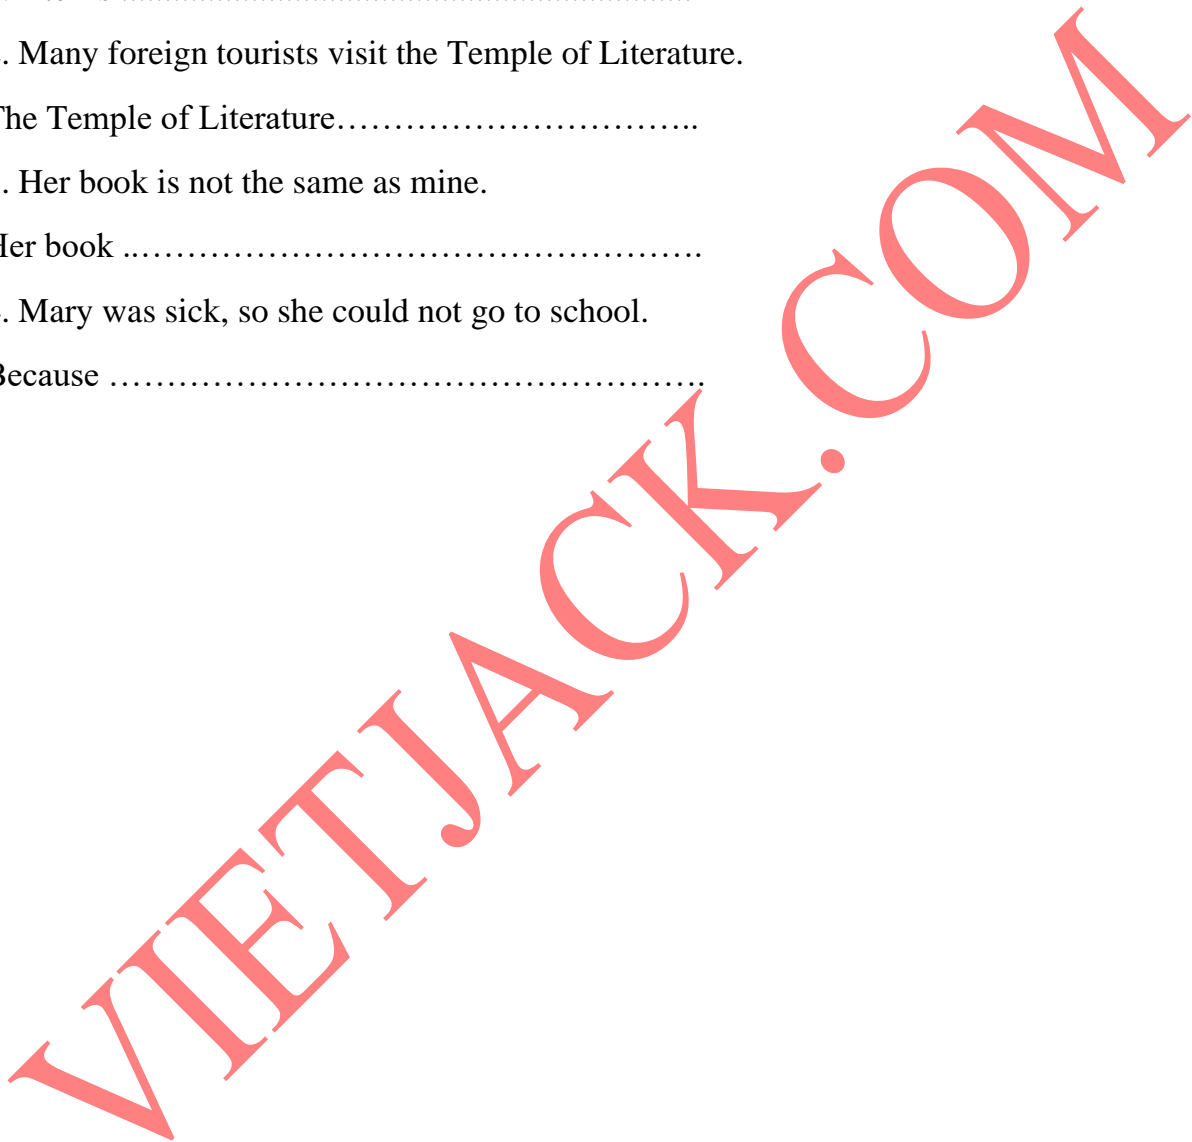 . Many foreign tourists visit the Temple of Literature.
The Temple of Literature…………………………..
. Her book is not the same as mine.
Her book ..………………………………………….
. Mary was sick, so she could not go to school.
Because …………………………………………….
VIETJACK.COM